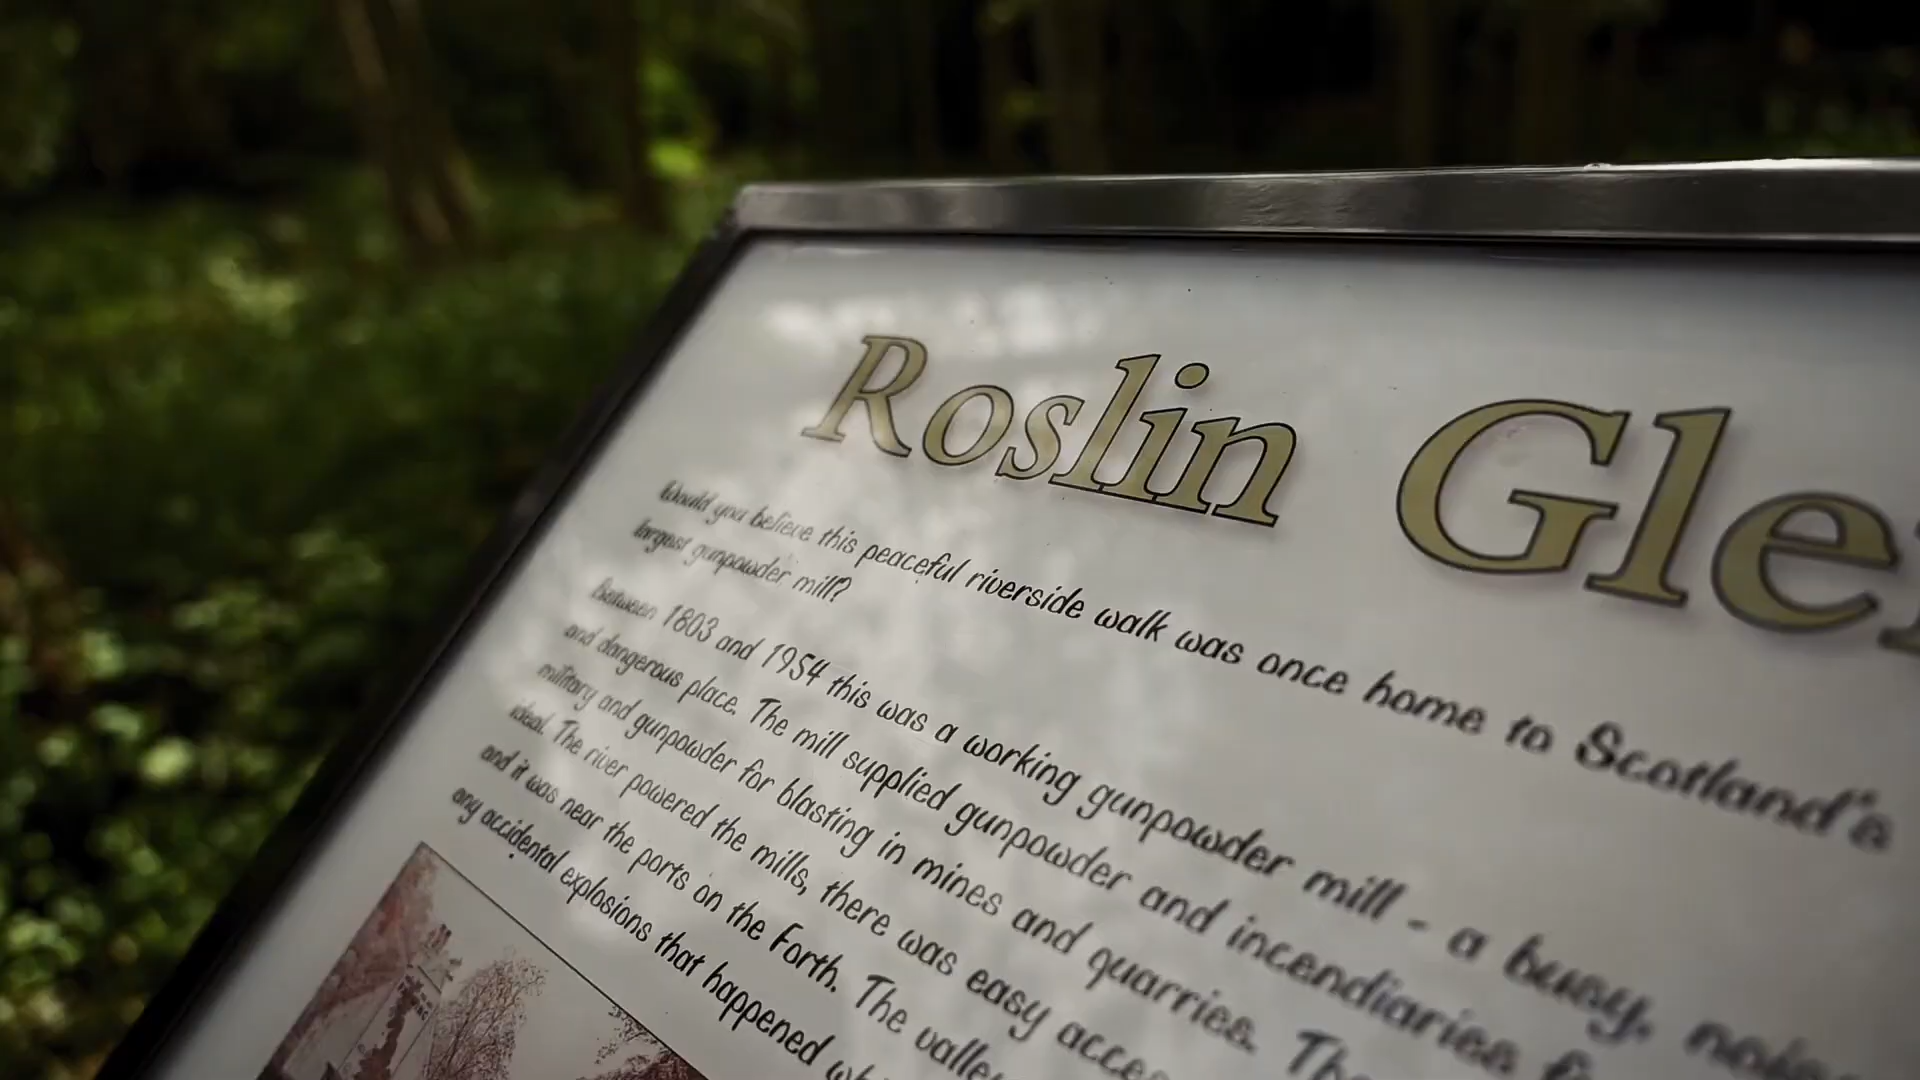 Roslin Gle
Would you believe this peaceful riverside walk was once home to Scotland's
largest gunpowder mill?
Between 1803 and 1954 this was a working gunpowder mill - a busy,
and dangerous place. The mill supplied gunpowder and incendiaries
military and gunpowder for blasting in mines and quarries.
ideal. The river powered the mills, there was easy
and it was near the ports on the Forth. The
any accidental explosions that happened